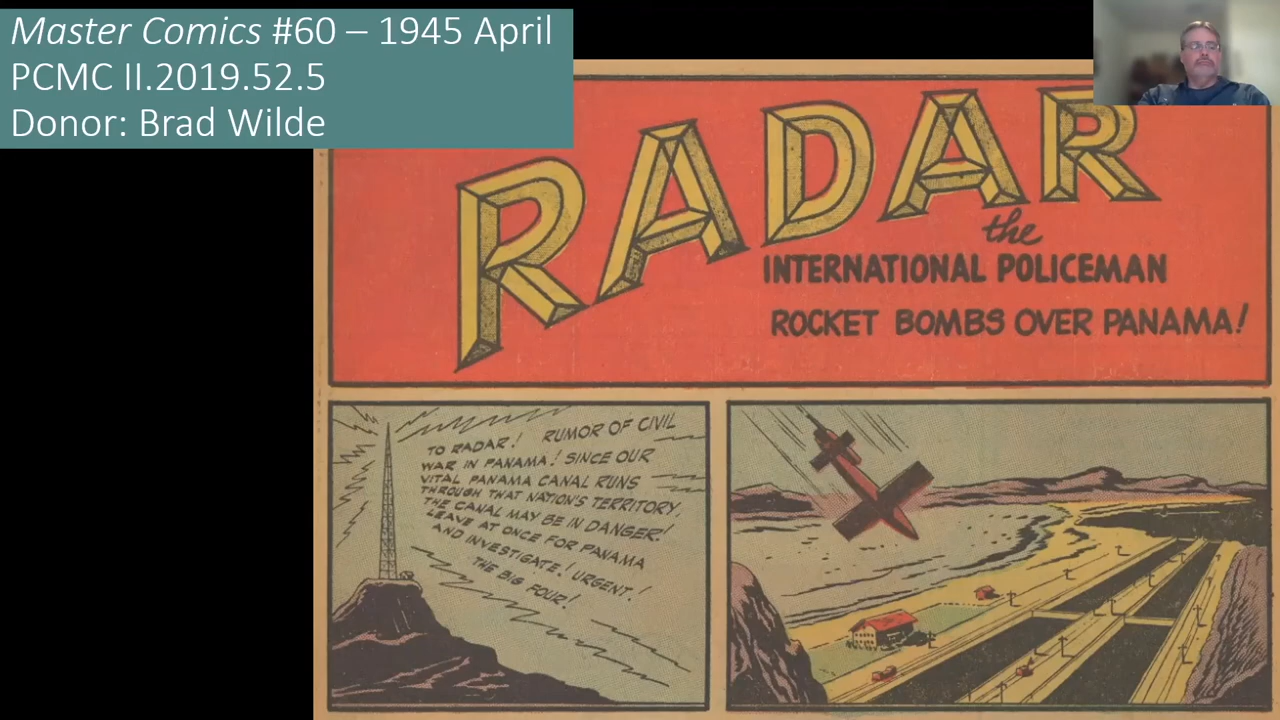 Master Comics #60 – 1945 April
PCMC II.2019.52.5
Donor: Brad Wilde
RADAR
the
INTERNATIONAL POLICEMAN
ROCKET BOMBS OVER PANAMA!
TO RADAR! RUMOR OF CIVIL
WAR IN PANAMA! SINCE OUR
VITAL PANAMA CANAL RUNS
THROUGH THAT NATION'S TERRITORY,
THE CANAL MAY BE IN DANGER!
LEAVE AT ONCE FOR PANAMA
AND INVESTIGATE! URGENT!
THE BIG FOUR!